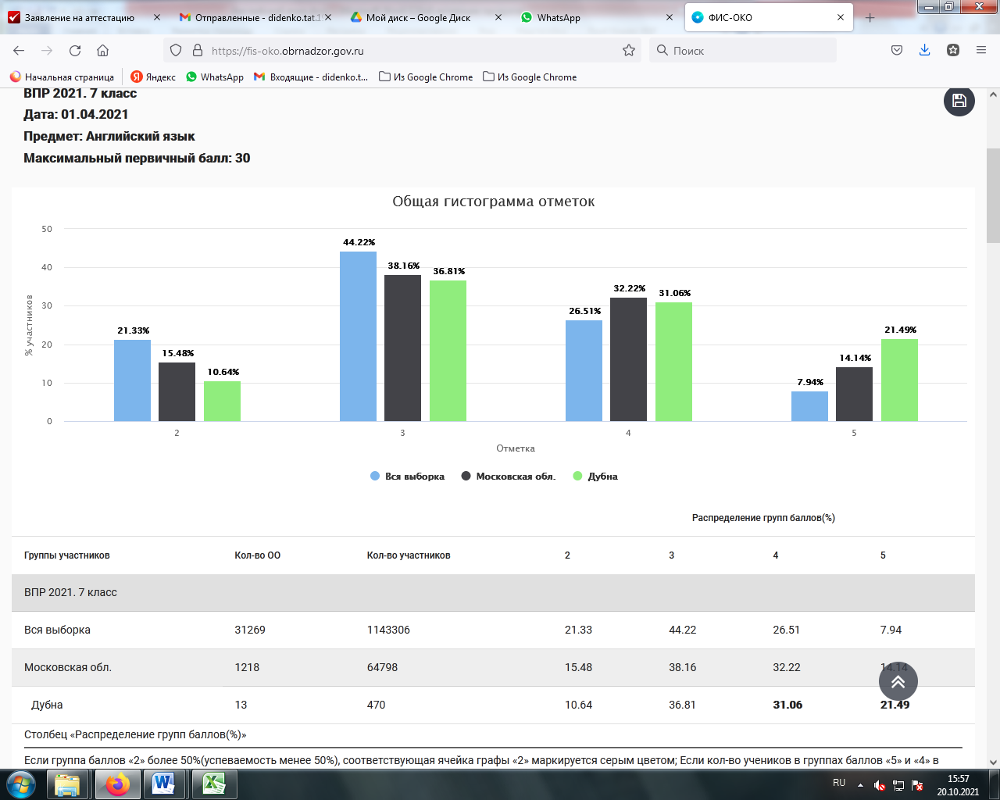 Заявление на аттестацию
Отправленные - didenko.tat.1
Мой диск – Google Диск
WhatsApp
ФИС-ОКО
https://fis-oko.obrnadzor.gov.ru
Поиск
Начальная страница
Яндекс
WhatsApp
Входящие - didenko.t...
Из Google Chrome
Из Google Chrome
ВПР 2021. 7 класс
Дата: 01.04.2021
Предмет: Английский язык
Максимальный первичный балл: 30
Общая гистограмма отметок
% участников
50
40
30
20
10
0
21.33%
15.48%
10.64%
44.22%
38.16%
36.81%
26.51%
32.22%
31.06%
7.94%
14.14%
21.49%
2 3 4 5
Отметка
Вся выборка Московская обл. Дубна
Распределение групп баллов(%)
Группы участников Кол-во ОО Кол-во участников 2 3 4 5
ВПР 2021. 7 класс
Вся выборка 31269 1143306 21.33 44.22 26.51 7.94
Московская обл. 1218 64798 15.48 38.16 32.22 14.14
Дубна 13 470 10.64 36.81 31.06 21.49
Столбец «Распределение групп баллов(%)»
Если группа баллов «2» более 50%(успеваемость менее 50%), соответствующая ячейка графы «2» маркируется серым цветом; Если кол-во учеников в группах баллов «5» и «4» в
RU
15:57
20.10.2021